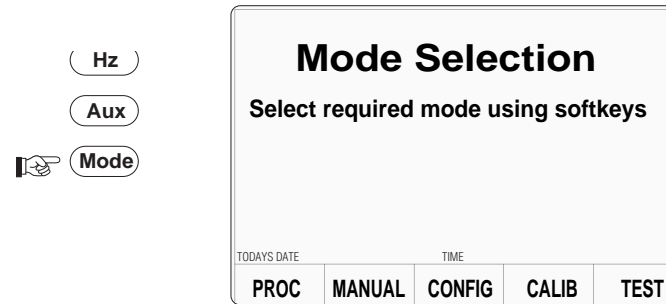 Hz
Aux
Mode
Mode Selection
Select required mode using softkeys
TODAYS DATE TIME
PROC MANUAL CONFIG CALIB TEST